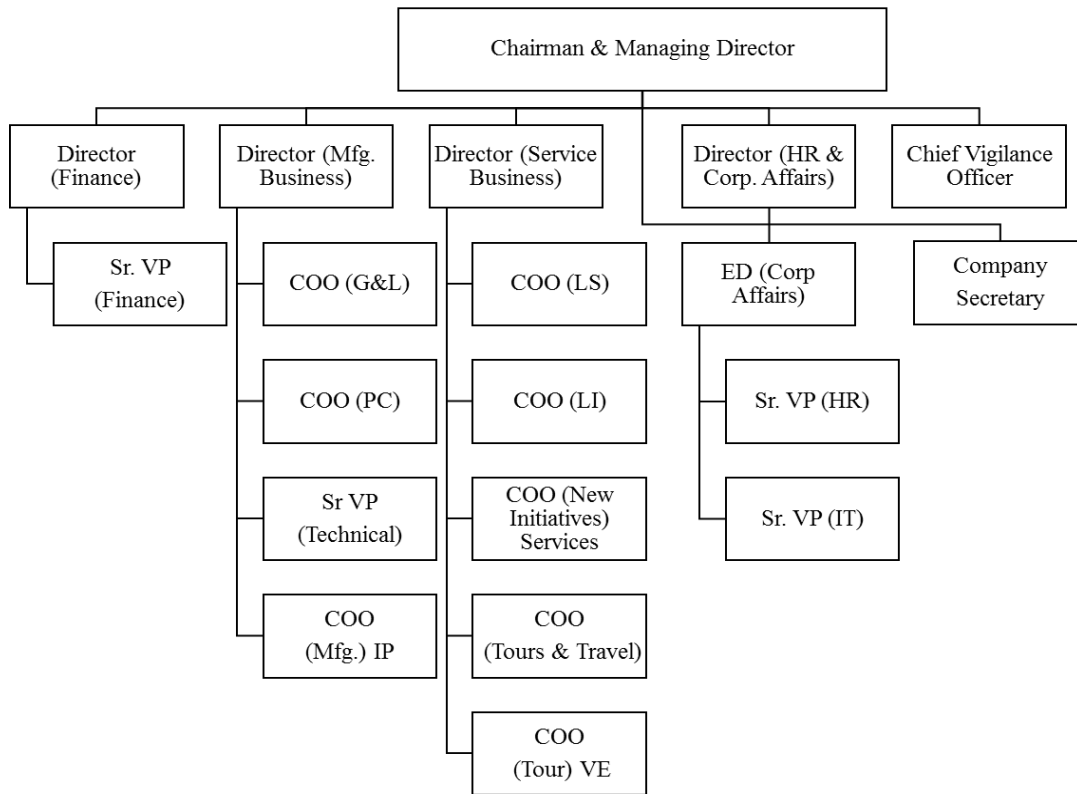 Chairman & Managing Director
Director
(Finance)
Director (Mfg.
Business)
Director (Service
Business)
Director (HR &
Corp. Affairs)
Chief Vigilance
Officer
Sr. VP
(Finance)
COO (G&L)
COO (LS)
ED (Corp
Affairs)
Company
Secretary
COO (PC)
COO (LI)
Sr. VP (HR)
Sr VP
(Technical)
COO (New
Initiatives)
Services
Sr. VP (IT)
COO
(Mfg.) IP
COO
(Tours & Travel)
COO
(Tour) VE